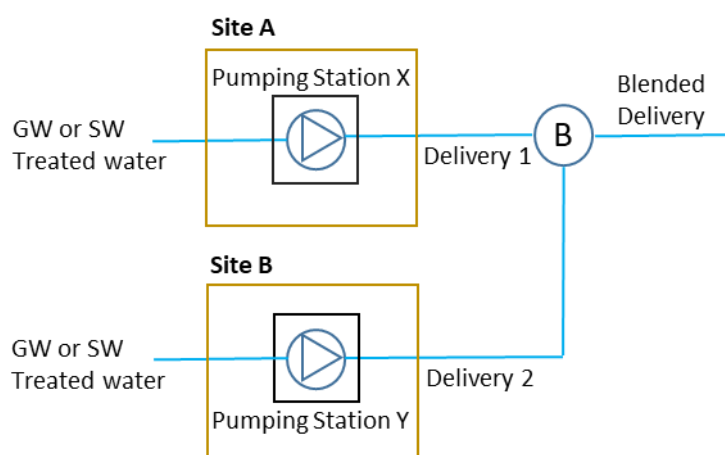 Site A
Pumping Station X
GW or SW
Treated water
Delivery 1
B
Blended
Delivery
Site B
GW or SW
Treated water
Delivery 2
Pumping Station Y